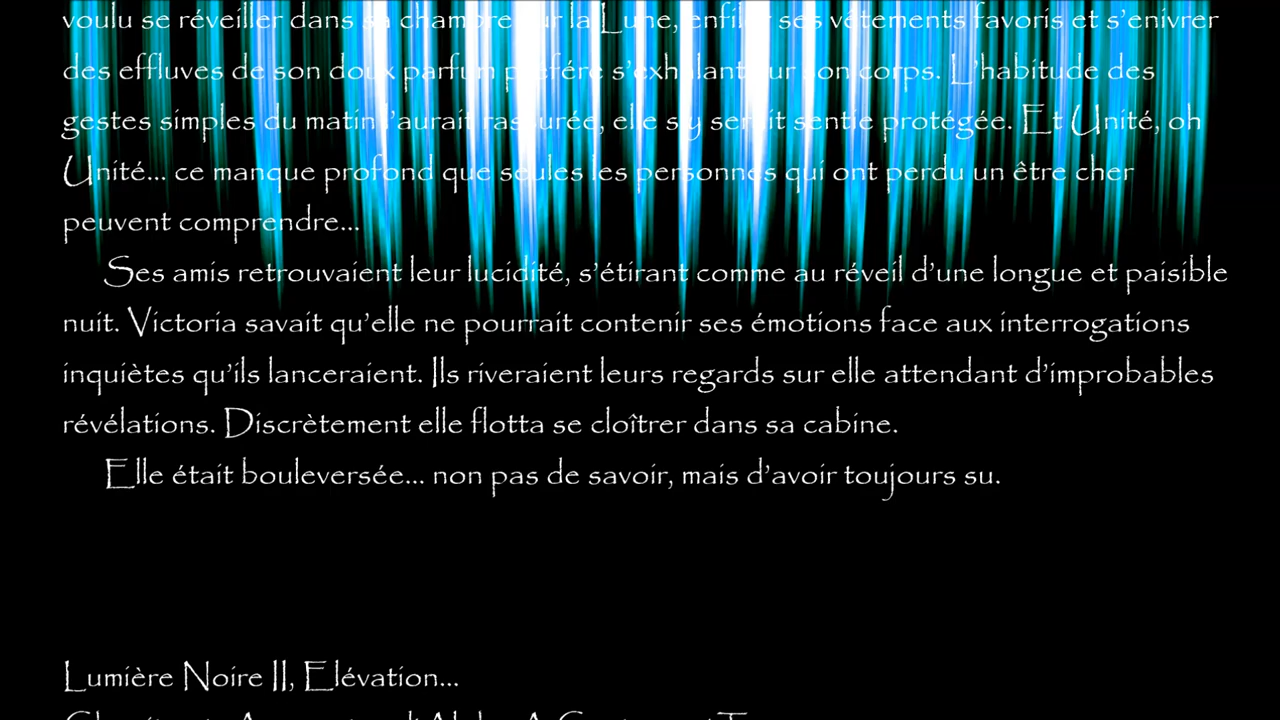 voulu se réveiller dans sa chambre sur la Lune, enfiler ses vêtements favoris et s'enivrer
des effluves de son doux parfum préféré s'exhalant sur son corps. L'habitude des
gestes simples du matin l'aurait rassurée, elle s'y serait sentie protégée. Et Unité, oh
Unité... ce manque profond que seules les personnes qui ont perdu un être cher
peuvent comprendre...
Ses amis retrouvaient leur lucidité, s'étirant comme au réveil d'une longue et paisible
nuit. Victoria savait qu'elle ne pourrait contenir ses émotions face aux interrogations
inquiètes qu'ils lanceraient. Ils riveraient leurs regards sur elle attendant d'improbables
révélations. Discrètement elle flotta se cloîtrer dans sa cabine.
Elle était bouleversée... non pas de savoir, mais d'avoir toujours su.
Lumière Noire II, Elévation...